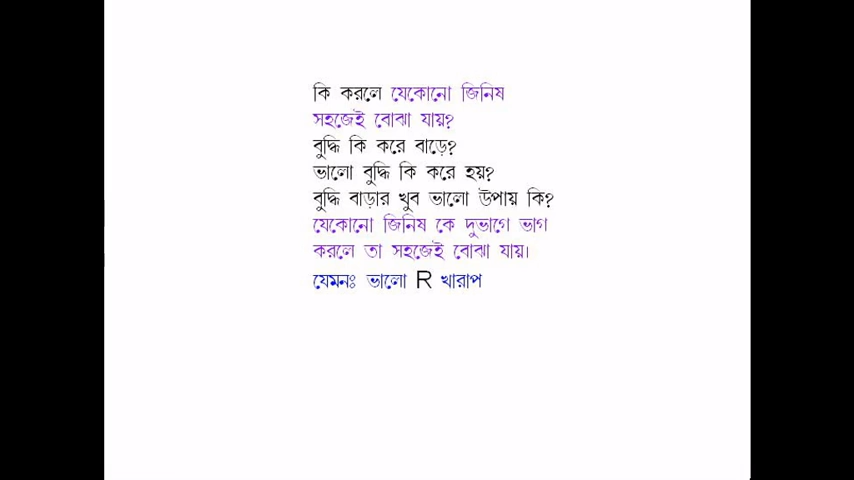 কি করলে যেকোনো জিনিষ
সহজেই বোঝা যায়?
বুদ্ধি কি করে বাড়ে?
ভালো বুদ্ধি কি করে হয়?
বুদ্ধি বাড়ার খুব ভালো উপায় কি?
যেকোনো জিনিষ কে দুভাগে ভাগ
করলে তা সহজেই বোঝা যায়।
যেমনঃ ভালো R খারাপ